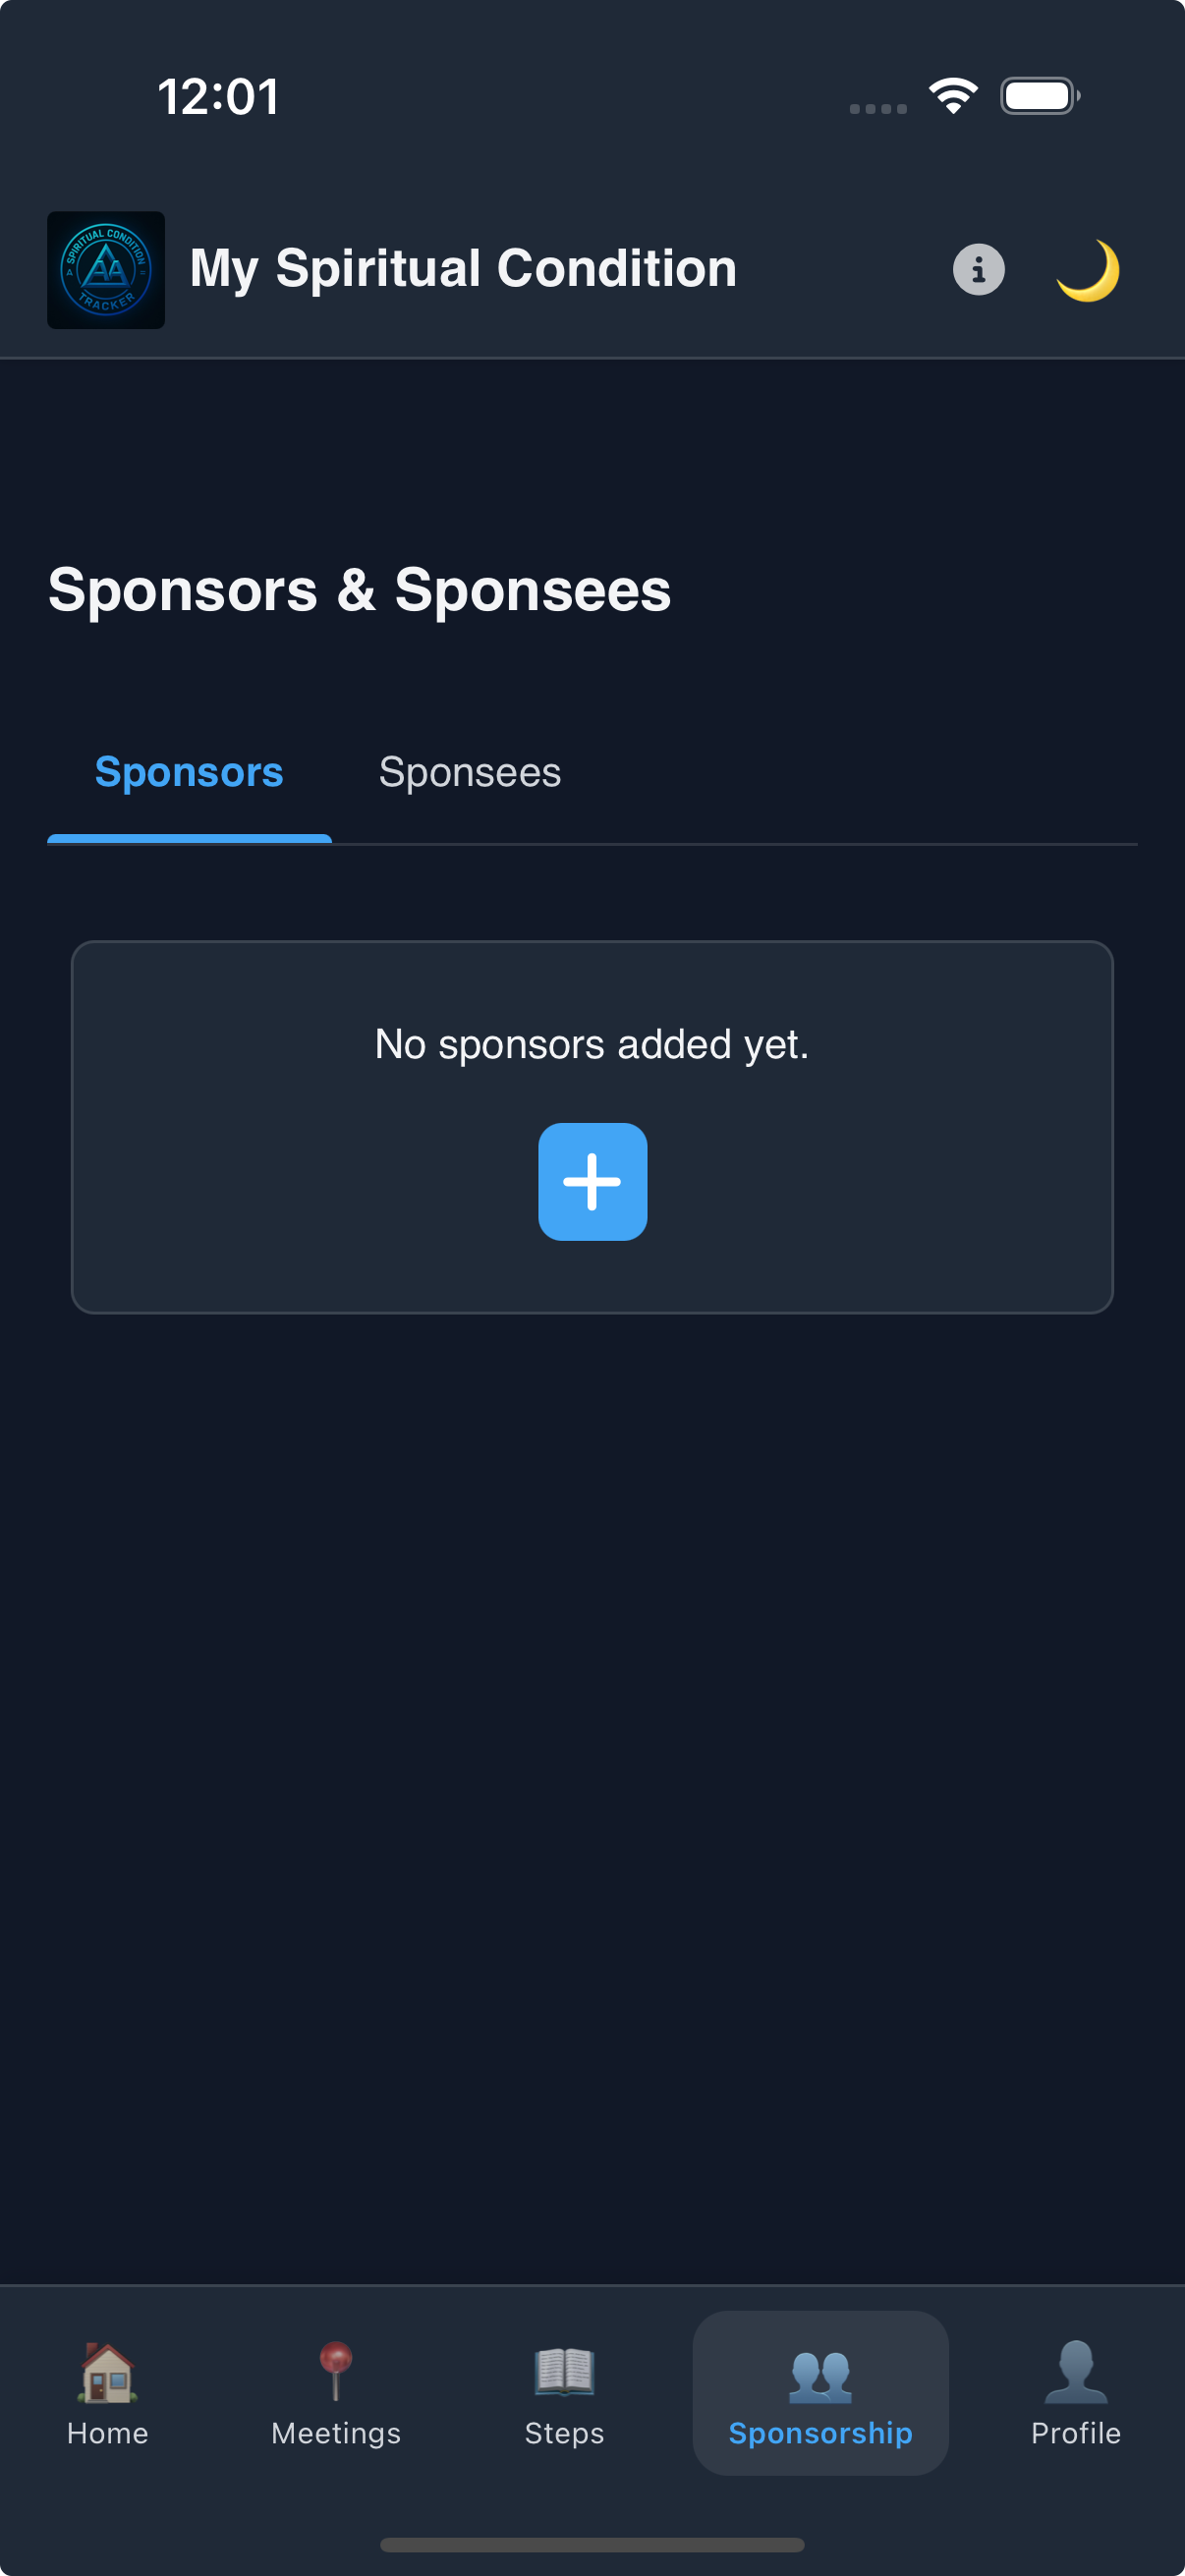 12:01
SPIRITUAL CONDITION
AA
TRACKER
My Spiritual Condition
Sponsors & Sponsees
Sponsors Sponsees
No sponsors added yet.
Home Meetings Steps Sponsorship Profile